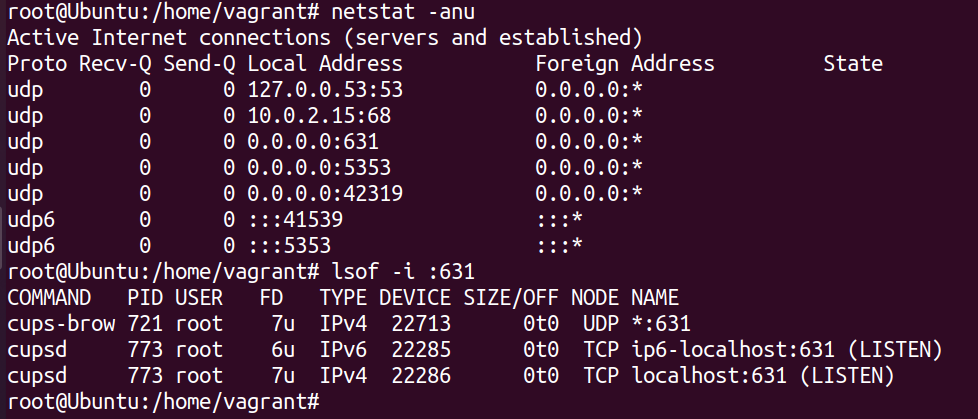 root@Ubuntu:/home/vagrant# netstat -anu
Active Internet connections (servers and established)
Proto Recv-Q Send-Q Local Address           Foreign Address         State
udp        0      0 127.0.0.53:53           0.0.0.0:*
udp        0      0 10.0.2.15:68            0.0.0.0:*
udp        0      0 0.0.0.0:631             0.0.0.0:*
udp        0      0 0.0.0.0:5353            0.0.0.0:*
udp        0      0 0.0.0.0:42319           0.0.0.0:*
udp6       0      0 :::41539                :::*
udp6       0      0 :::5353                 :::*
root@Ubuntu:/home/vagrant# lsof -i :631
COMMAND   PID USER   FD   TYPE DEVICE SIZE/OFF NODE NAME
cups-brow 721 root    7u  IPv4  22713      0t0  UDP *:631
cupsd     773 root    6u  IPv6  22285      0t0  TCP ip6-localhost:631 (LISTEN)
cupsd     773 root    7u  IPv4  22286      0t0  TCP localhost:631 (LISTEN)
root@Ubuntu:/home/vagrant#